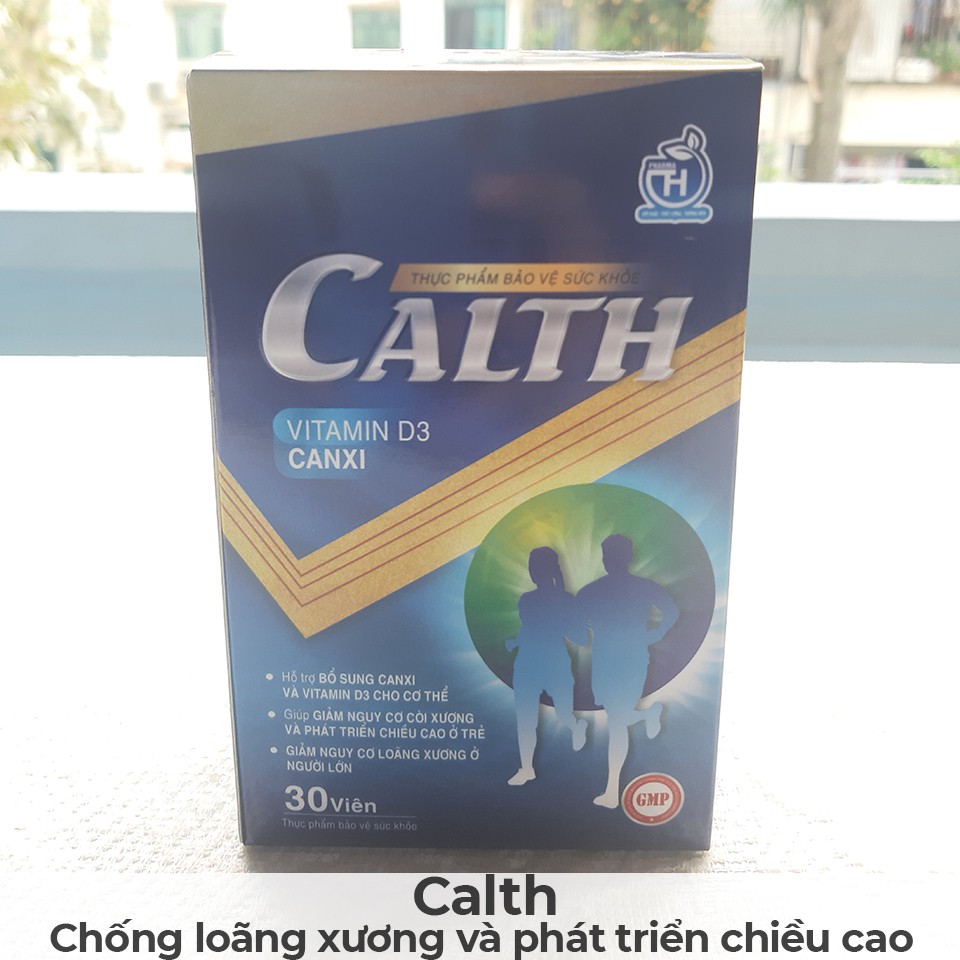 PHARMA
TH
THỰC PHẨM BẢO VỆ SỨC KHỎE
CALTH
VITAMIN D3
CANXI
• Hỗ trợ BỔ SUNG CANXI
VÀ VITAMIN D3 CHO CƠ THỂ
• Giúp GIẢM NGUY CƠ CÒI XƯƠNG
VÀ PHÁT TRIỂN CHIỀU CAO Ở TRẺ
• GIẢM NGUY CƠ LOÃNG XƯƠNG Ở
NGƯỜI LỚN
30 Viên
Thực phẩm bảo vệ sức khỏe
GMP
Calth
Chống loãng xương và phát triển chiều cao